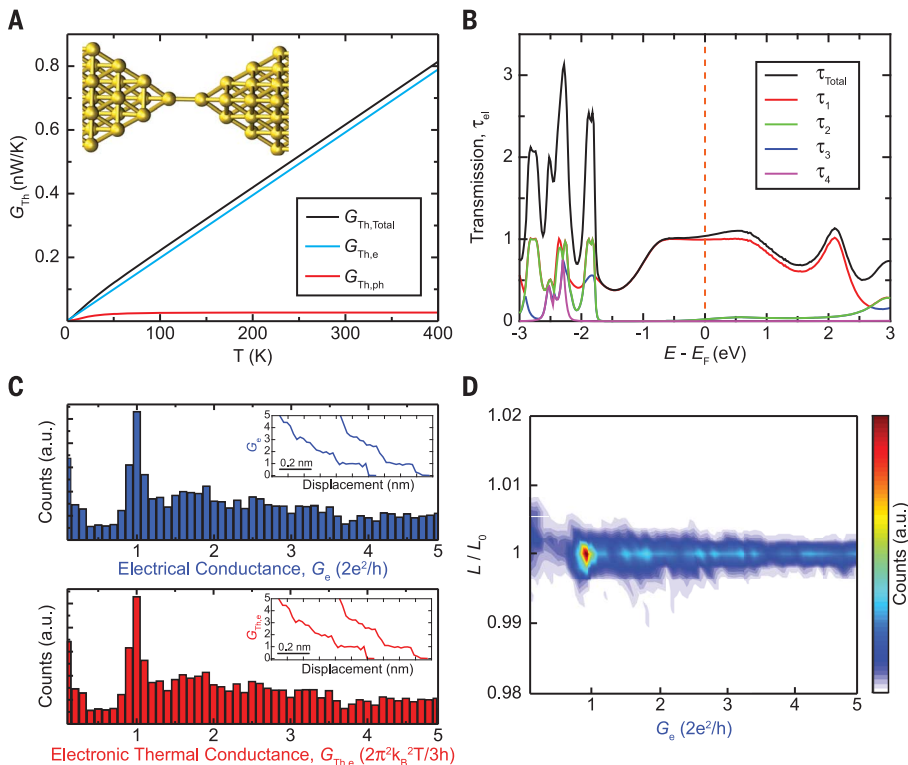 A
0.8
0.6
0.4
0.2
0
G_Th (nW/K)
G_Th,Total
G_Th,e
G_Th,ph
0 100 200 300 400
T (K)
B
3
2
1
0
Transmission, τ_el
τ_Total
τ_1
τ_2
τ_3
τ_4
-3 -2 -1 0 1 2 3
E - E_F (eV)
C
Counts (a.u.)
5
4
3
2
1
0
G_e
0.2 nm
Displacement (nm)
1 2 3 4 5
Electrical Conductance, G_e (2e²/h)
Counts (a.u.)
5
4
3
2
1
0
G_Th,e
0.2 nm
Displacement (nm)
1 2 3 4 5
Electronic Thermal Conductance, G_Th,e (2π²k_B²T/3h)
D
1.02
1.01
1
0.99
0.98
L / L_0
1 2 3 4 5
G_e (2e²/h)
Counts (a.u.)